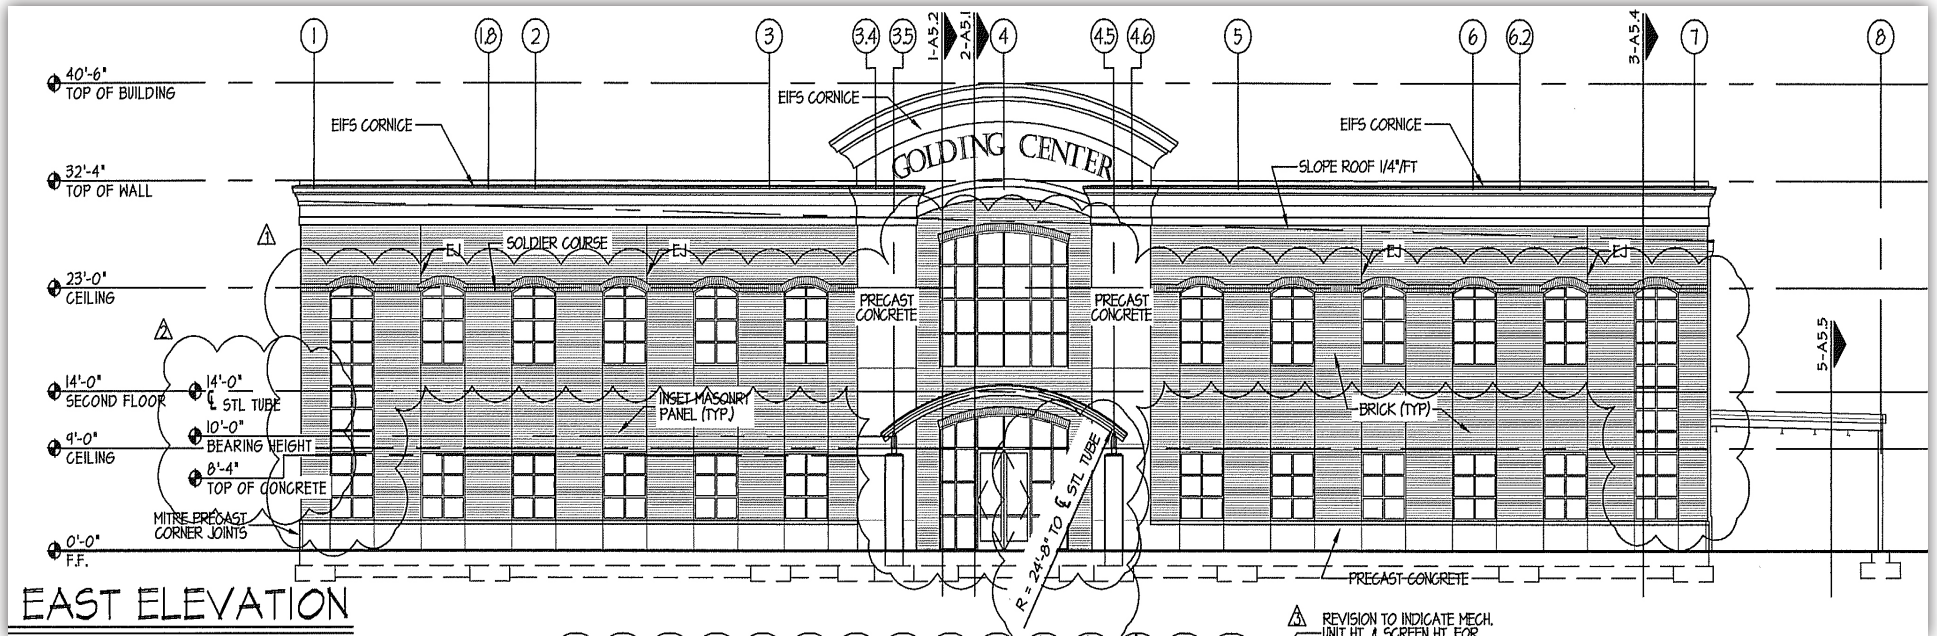 1
1.8
2
3
3.4
3.5
1-A5.2
2-A5.1
4
4.5
4.6
5
6
6.2
3-A5.4
7
8
40'-6"
TOP OF BUILDING
EIFS CORNICE
EIFS CORNICE
EIFS CORNICE
GOLDING CENTER
SLOPE ROOF 1/4"/FT
32'-4"
TOP OF WALL
1
EJ
SOLDIER COURSE
EJ
EJ
EJ
23'-0"
CEILING
PRECAST
CONCRETE
PRECAST
CONCRETE
2
5-A5.5
14'-0"
SECOND FLOOR
14'-0"
℄ STL TUBE
INSET MASONRY
PANEL (TYP.)
BRICK (TYP)
10'-0"
BEARING HEIGHT
9'-0"
CEILING
8'-4"
TOP OF CONCRETE
R = 24'-8" TO ℄ STL TUBE
MITRE PRECAST
CORNER JOINTS
0'-0"
F.F.
PRECAST CONCRETE
EAST ELEVATION
3 REVISION TO INDICATE MECH.
UNIT HT. & SCREEN HT. FOR